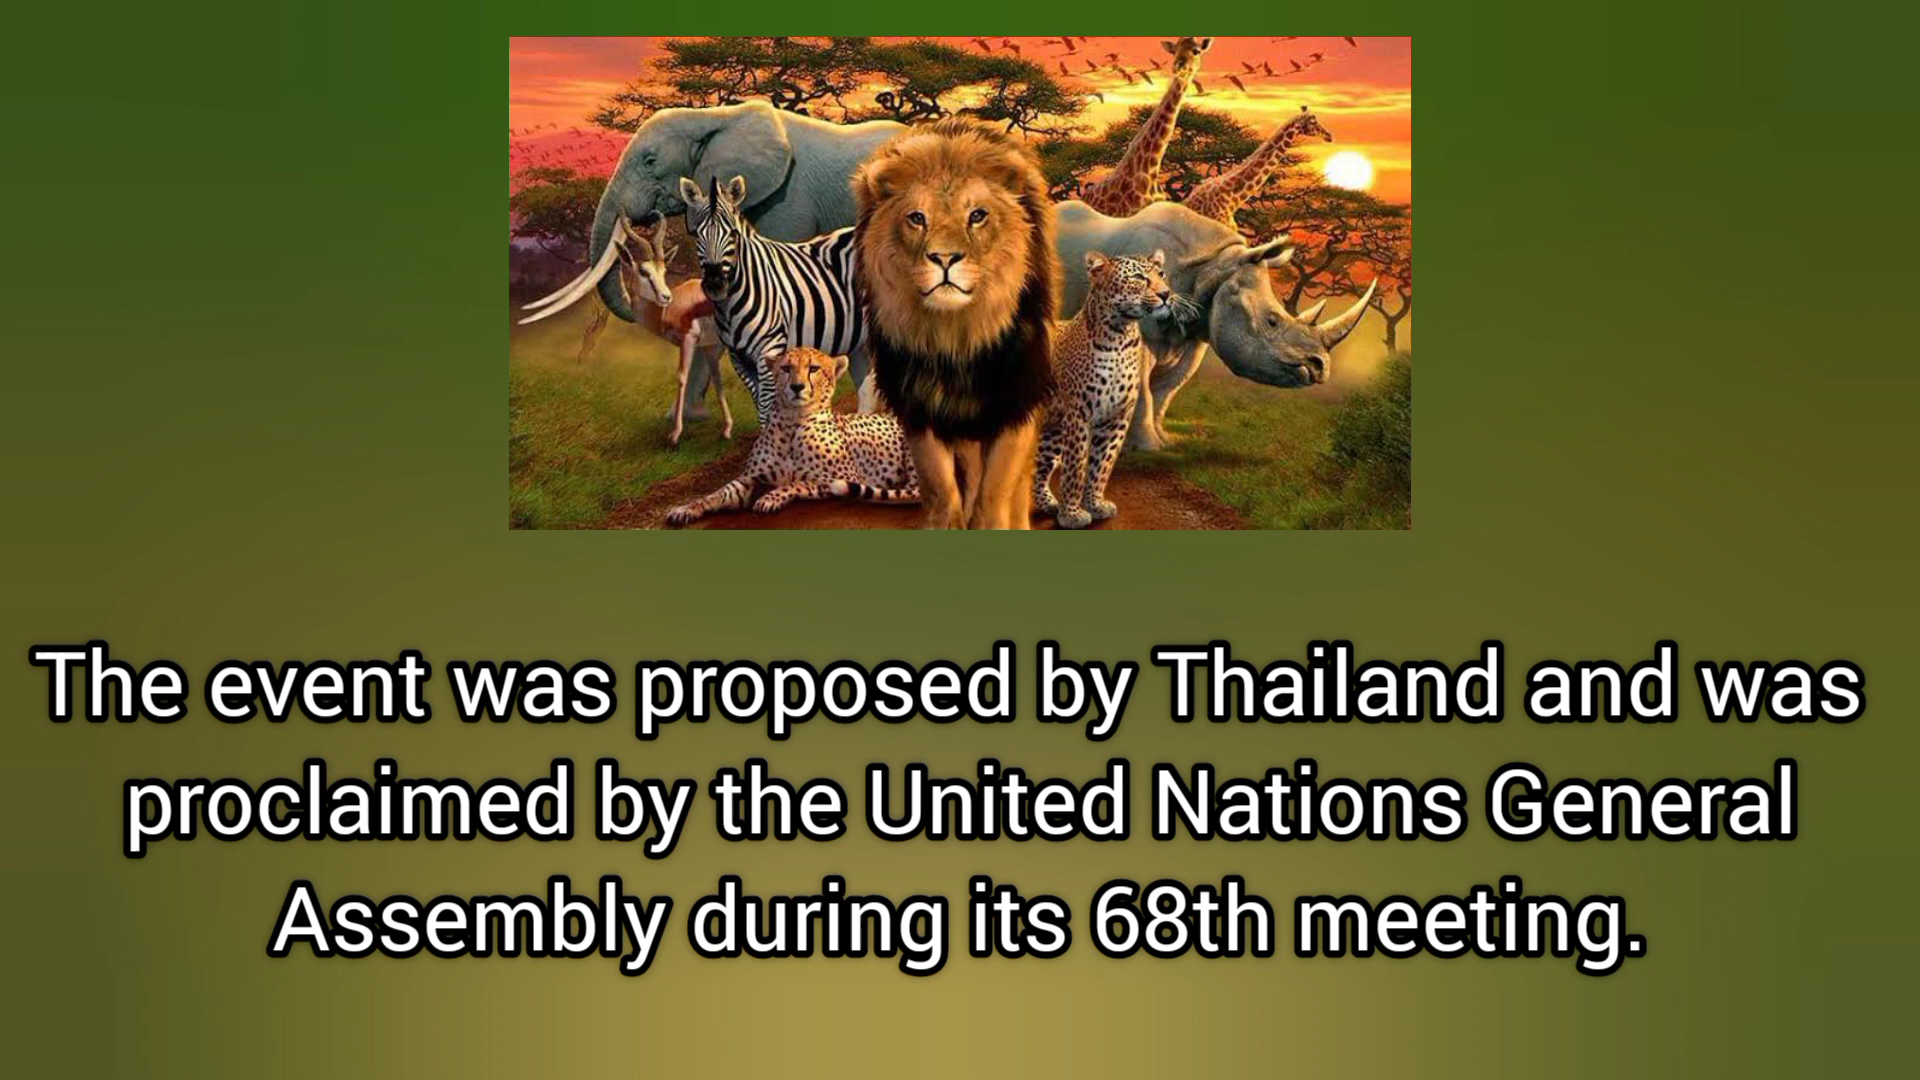 The event was proposed by Thailand and was
proclaimed by the United Nations General
Assembly during its 68th meeting.